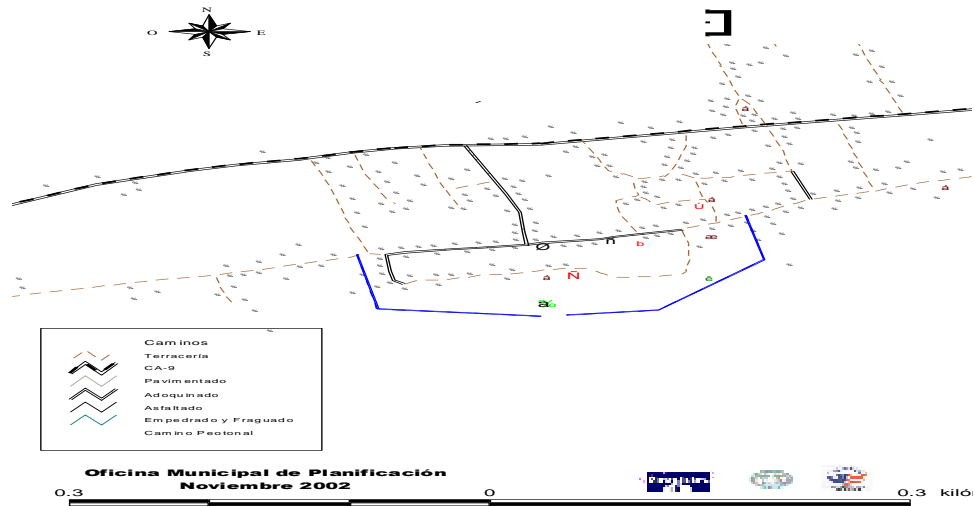 N
O E
S
Caminos
Terracería
CA-9
Pavimentado
Adoquinado
Asfaltado
Empedrado y Fraguado
Camino Peotonal
Oficina Municipal de Planificación
Noviembre 2002
0.3 0 0.3 kiló